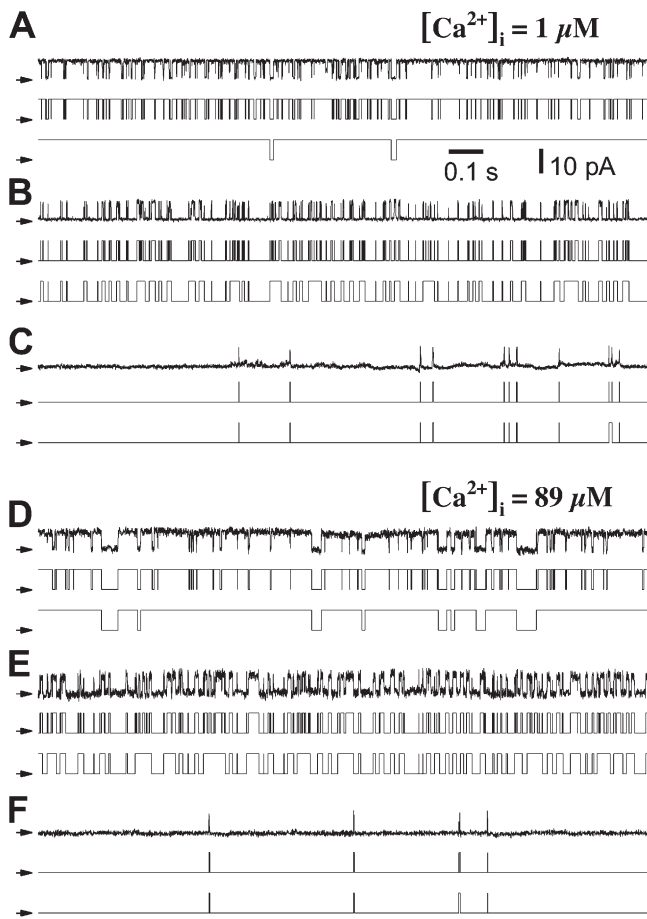 A
[Ca²⁺]ᵢ = 1 µM
0.1 s
10 pA
B
C
[Ca²⁺]ᵢ = 89 µM
D
E
F